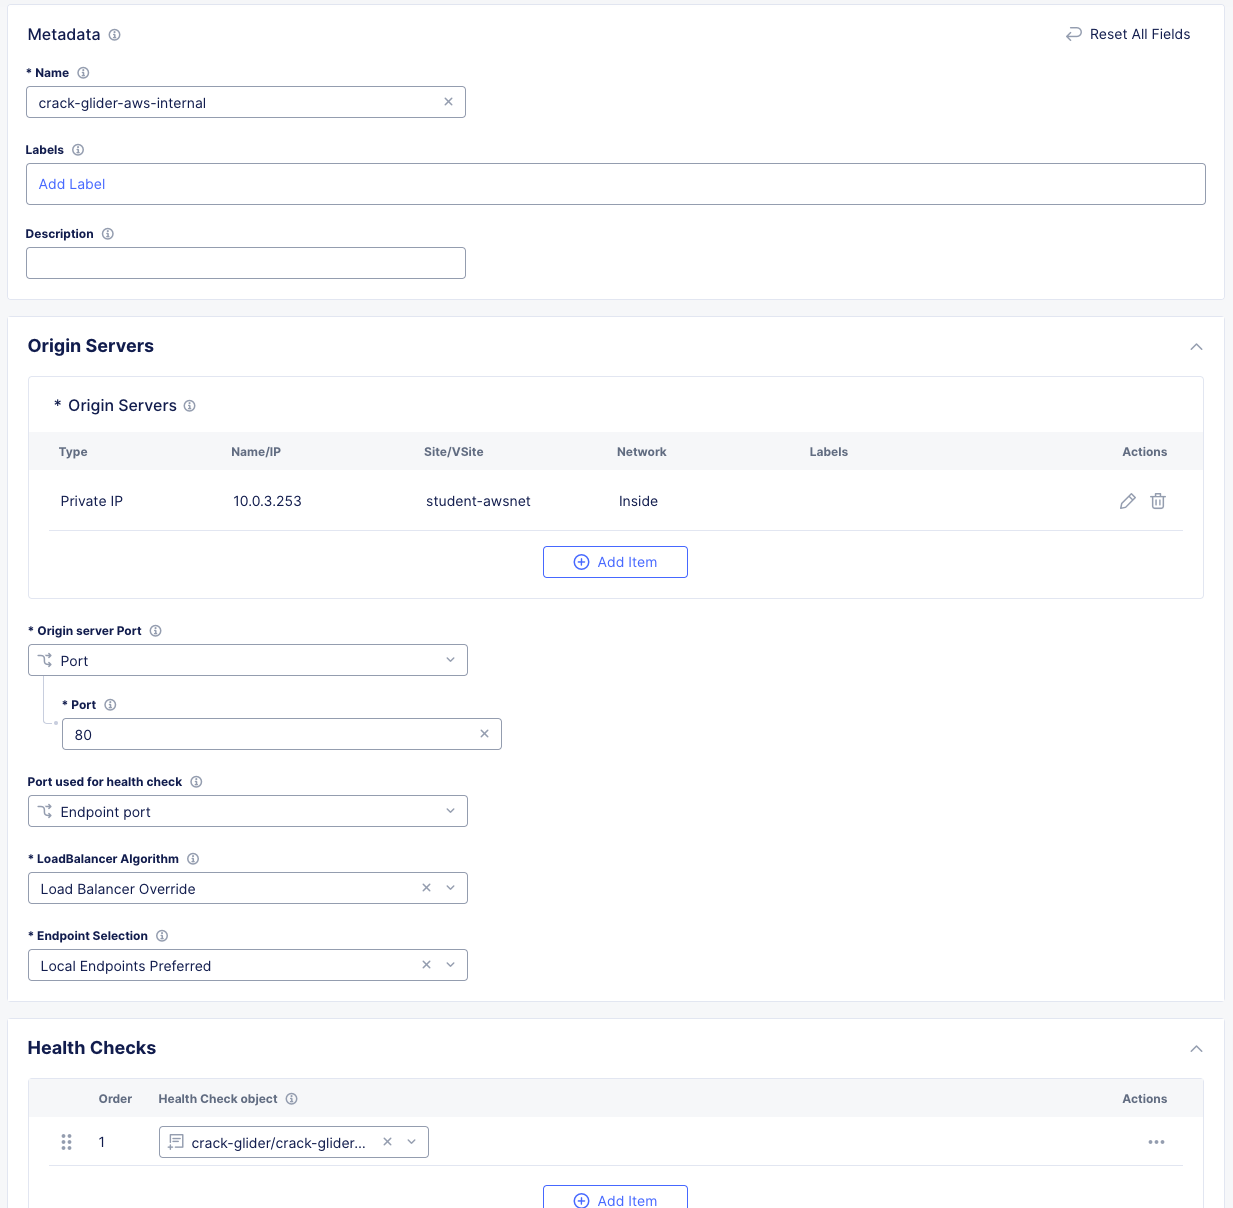 Metadata
Reset All Fields
* Name
crack-glider-aws-internal
Labels
Add Label
Description
Origin Servers
* Origin Servers
Type Name/IP Site/VSite Network Labels Actions
Private IP 10.0.3.253 student-awsnet Inside
Add Item
* Origin server Port
Port
* Port
80
Port used for health check
Endpoint port
* LoadBalancer Algorithm
Load Balancer Override
* Endpoint Selection
Local Endpoints Preferred
Health Checks
Order Health Check object Actions
1 crack-glider/crack-glider...
Add Item